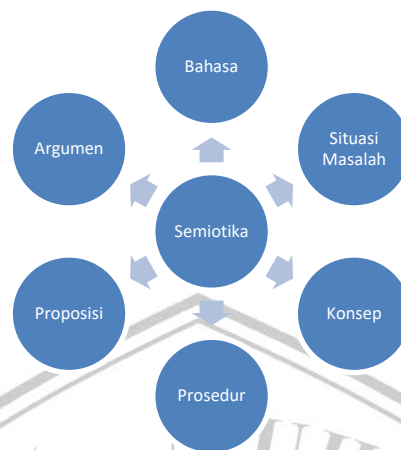 Bahasa
Argumen
Situasi
Masalah
Semiotika
Proposisi
Konsep
Prosedur